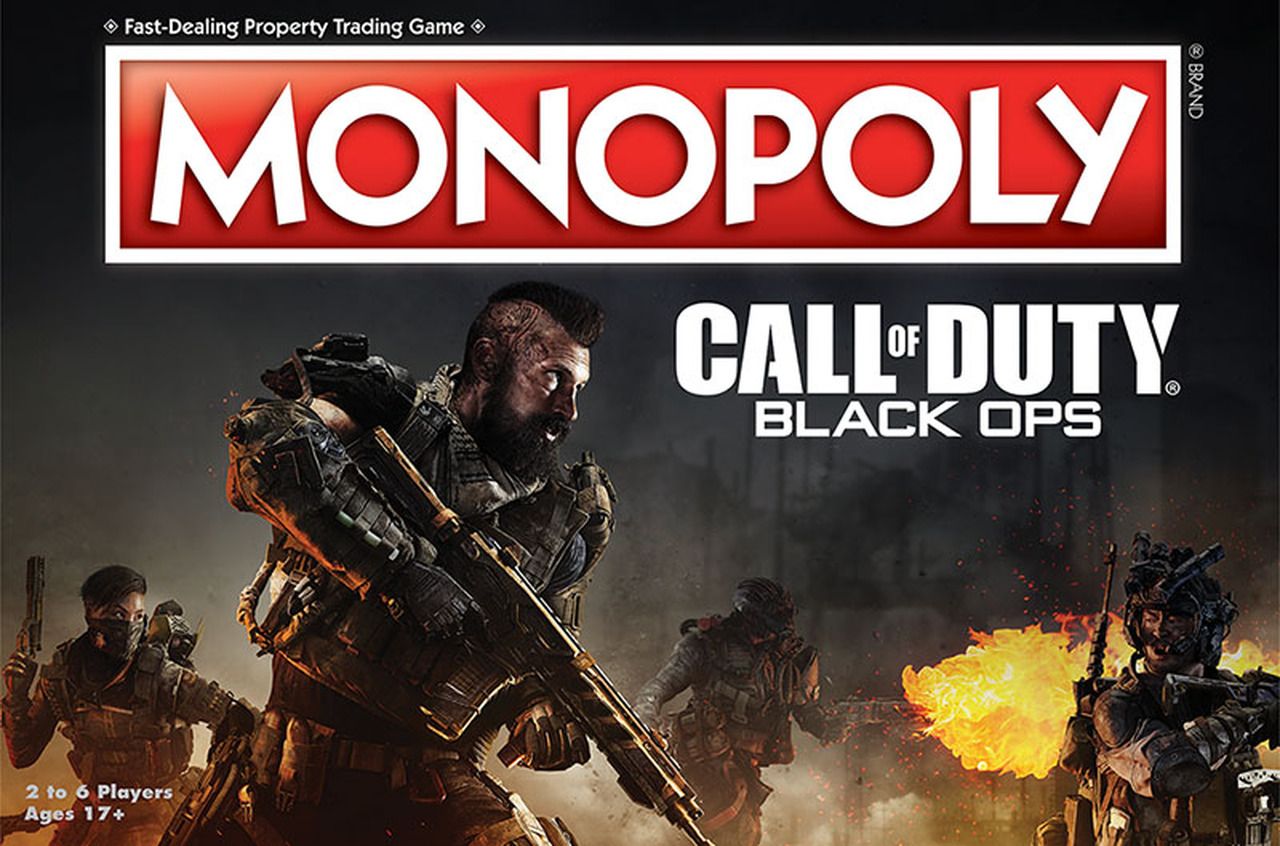 Fast-Dealing Property Trading Game
MONOPOLY
® BRAND
CALL OF DUTY®
BLACK OPS
2 to 6 Players
Ages 17+